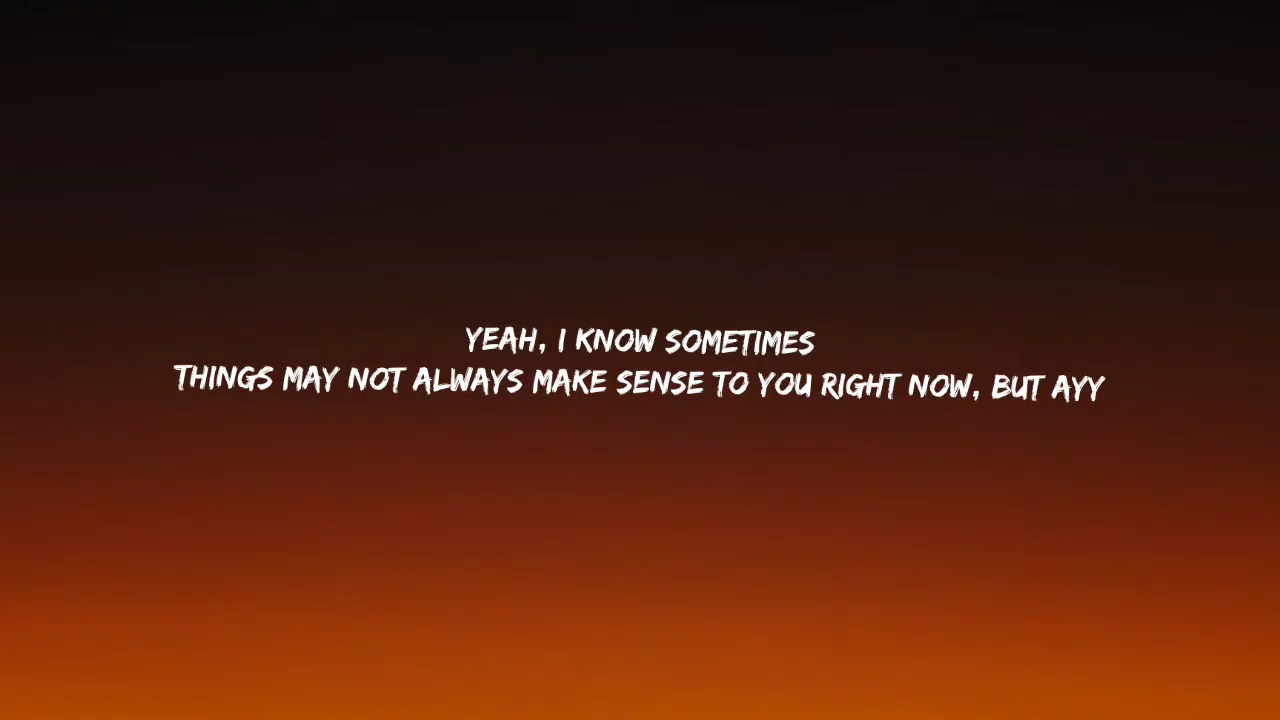 YEAH, I KNOW SOMETIMES
THINGS MAY NOT ALWAYS MAKE SENSE TO YOU RIGHT NOW, BUT AYY